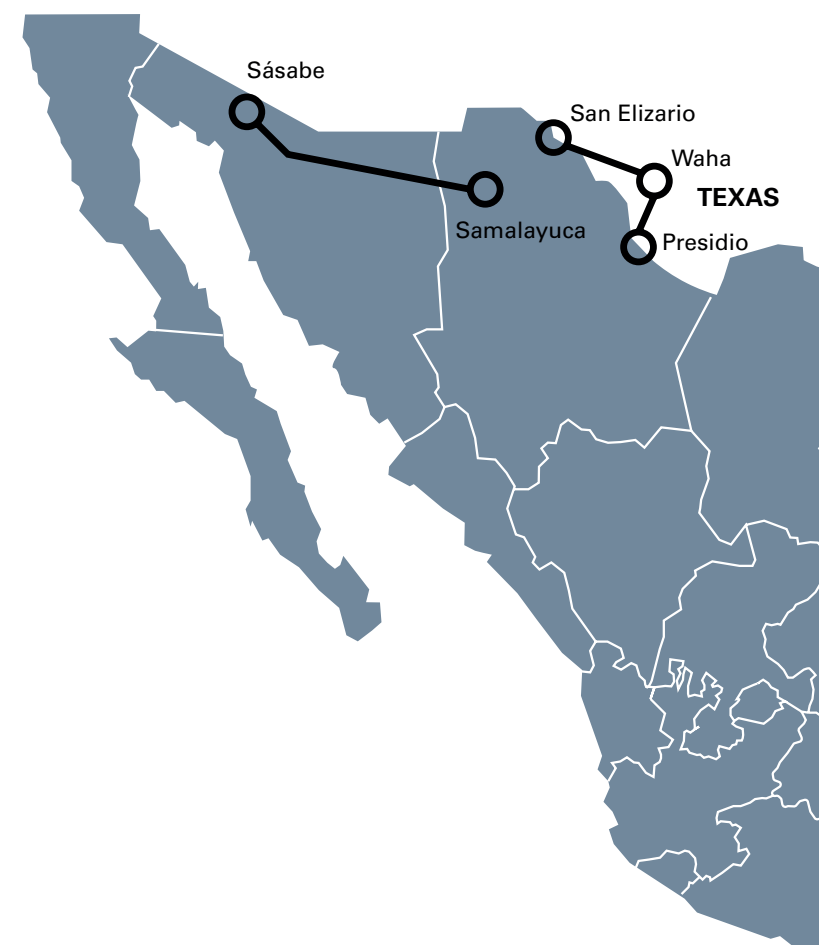 Sásabe
San Elizario
Waha
TEXAS
Samalayuca
Presidio